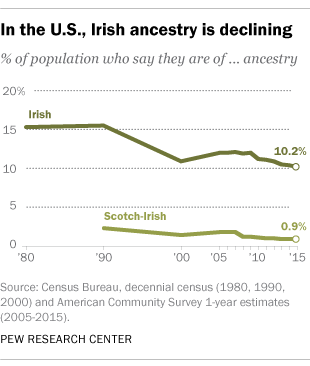 In the U.S., Irish ancestry is declining
% of population who say they are of ... ancestry
20%
Irish
15
10.2%
10
5
Scotch-Irish
0.9%
0
'80 '90 '00 '05 '10 '15
Source: Census Bureau, decennial census (1980, 1990,
2000) and American Community Survey 1-year estimates
(2005-2015).
PEW RESEARCH CENTER